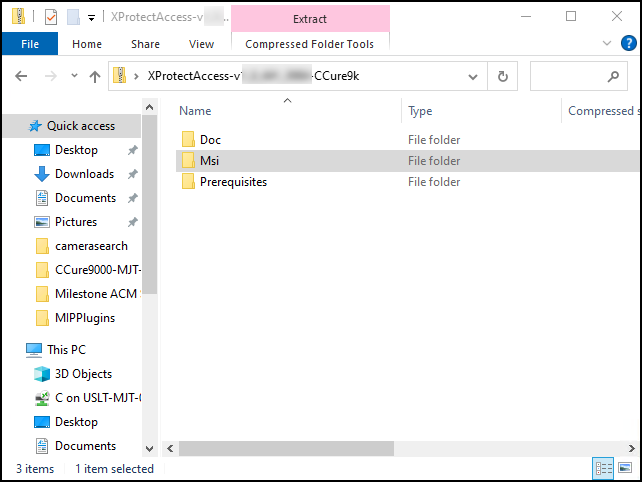 XProtectAccess-v
Extract
File
Home
Share
View
Compressed Folder Tools
XProtectAccess-v -CCure9k
Name
Type
Compressed s
Quick access
Desktop
Downloads
Documents
Pictures
camerasearch
CCure9000-MJT-
Milestone ACM
MIPPlugins
This PC
3D Objects
C on USLT-MJT-0
Desktop
Documents
Doc File folder
Msi File folder
Prerequisites File folder
3 items 1 item selected